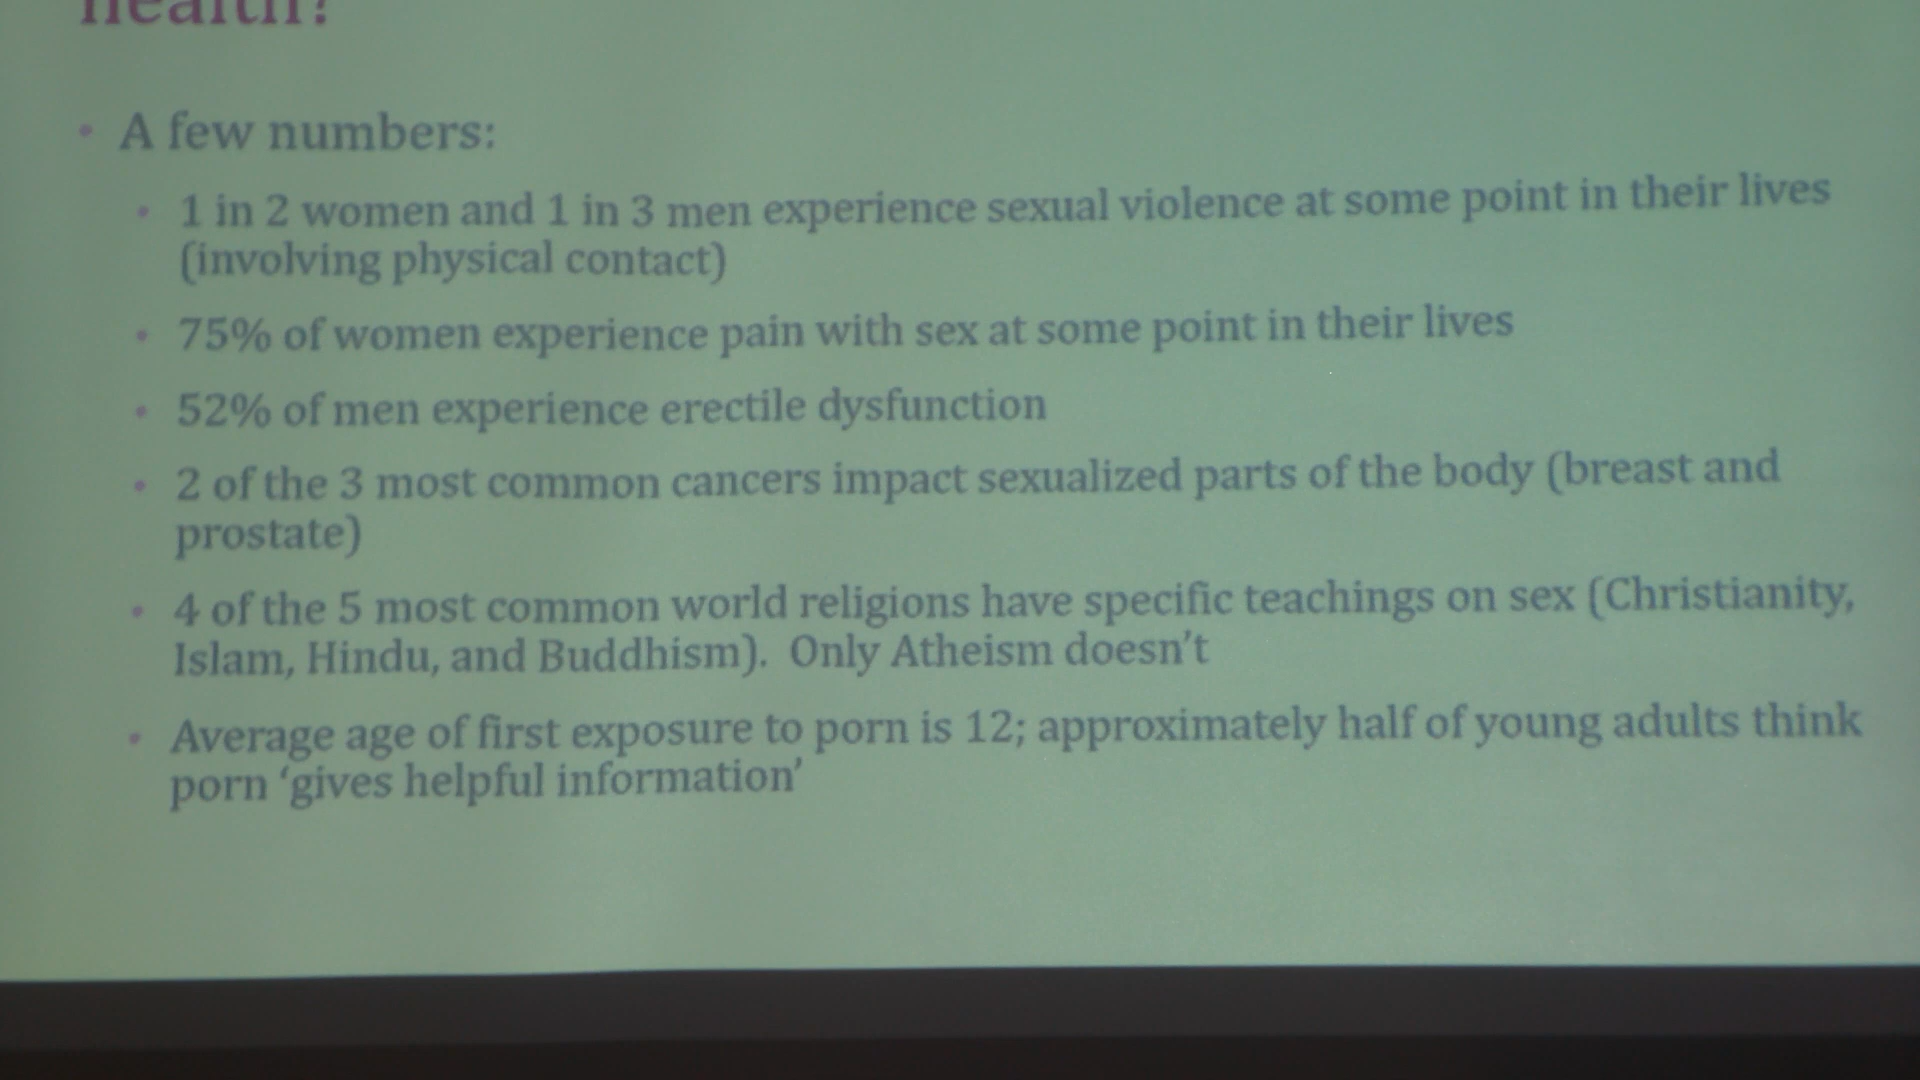 health?
• A few numbers:
• 1 in 2 women and 1 in 3 men experience sexual violence at some point in their lives
(involving physical contact)
• 75% of women experience pain with sex at some point in their lives
• 52% of men experience erectile dysfunction
• 2 of the 3 most common cancers impact sexualized parts of the body (breast and
prostate)
• 4 of the 5 most common world religions have specific teachings on sex (Christianity,
Islam, Hindu, and Buddhism).  Only Atheism doesn't
• Average age of first exposure to porn is 12; approximately half of young adults think
porn ‘gives helpful information’